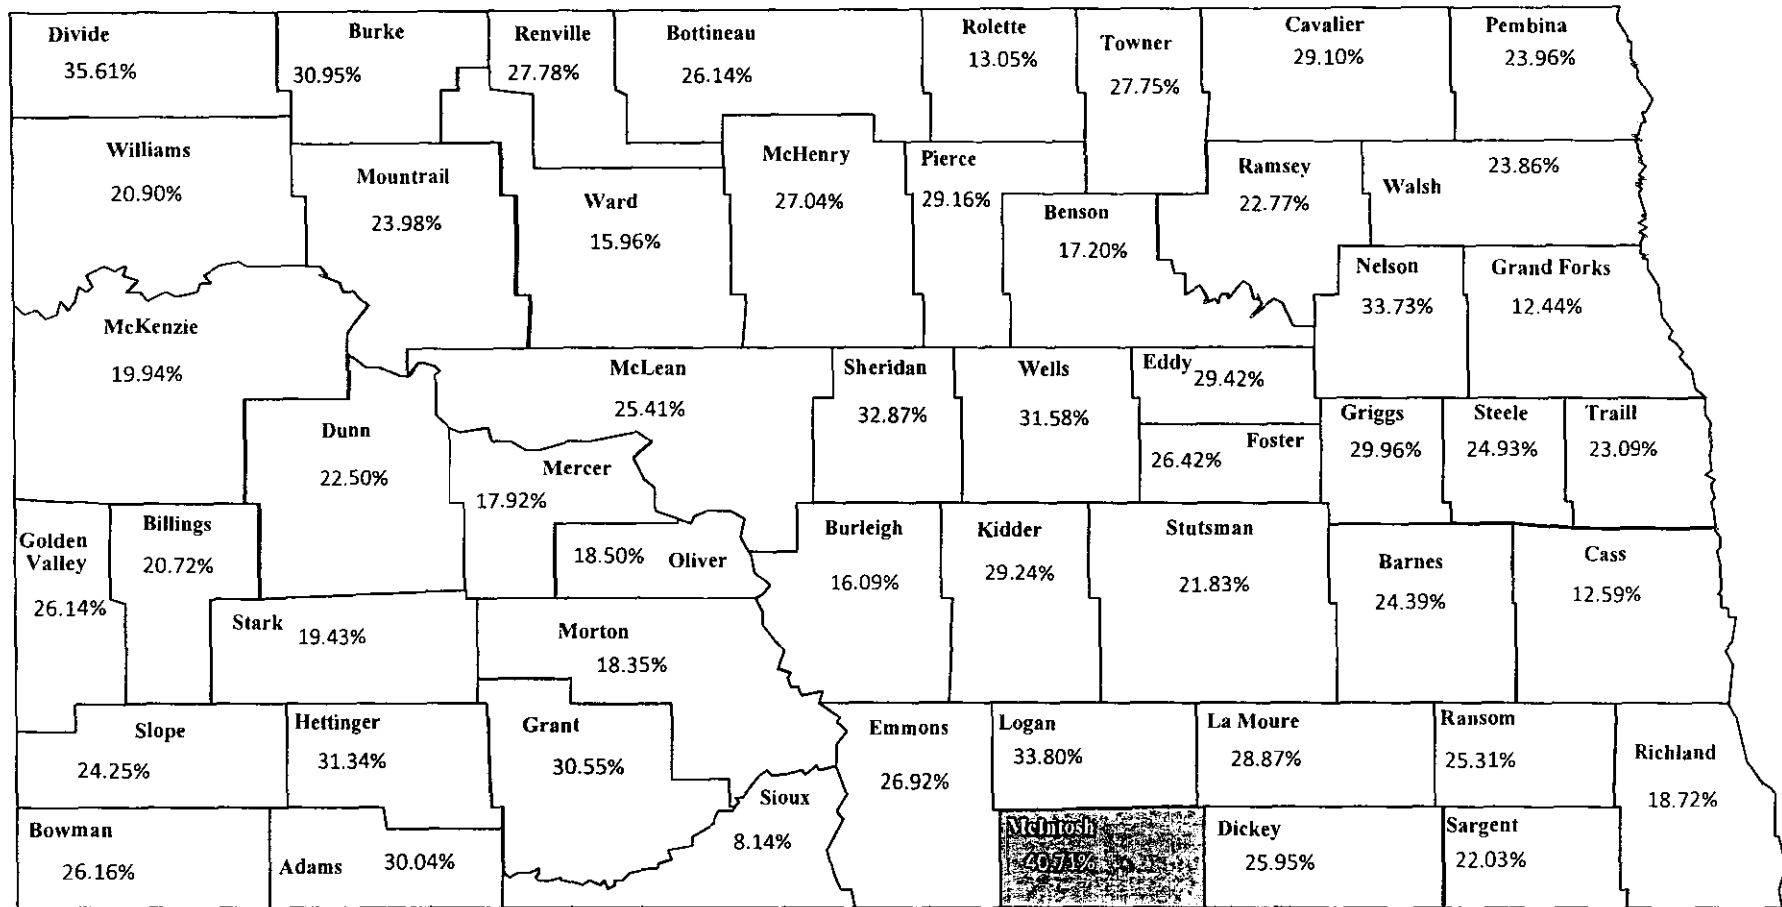 Divide
35.61%
Burke
30.95%
Renville
27.78%
Bottineau
26.14%
Rolette
13.05%
Towner
27.75%
Cavalier
29.10%
Pembina
23.96%
Williams
20.90%
Mountrail
23.98%
Ward
15.96%
McHenry
27.04%
Pierce
29.16%
Benson
17.20%
Ramsey
22.77%
Walsh
23.86%
Nelson
33.73%
Grand Forks
12.44%
McKenzie
19.94%
Dunn
22.50%
McLean
25.41%
Mercer
17.92%
Sheridan
32.87%
Wells
31.58%
Eddy
29.42%
Foster
26.42%
Griggs
29.96%
Steele
24.93%
Traill
23.09%
Golden
Valley
26.14%
Billings
20.72%
18.50% Oliver
Burleigh
16.09%
Kidder
29.24%
Stutsman
21.83%
Barnes
24.39%
Cass
12.59%
Stark 19.43%
Morton
18.35%
Slope
24.25%
Hettinger
31.34%
Grant
30.55%
Emmons
26.92%
Logan
33.80%
La Moure
28.87%
Ransom
25.31%
Richland
18.72%
Bowman
26.16%
Adams 30.04%
Sioux
8.14%
McIntosh
40.71%
Dickey
25.95%
Sargent
22.03%